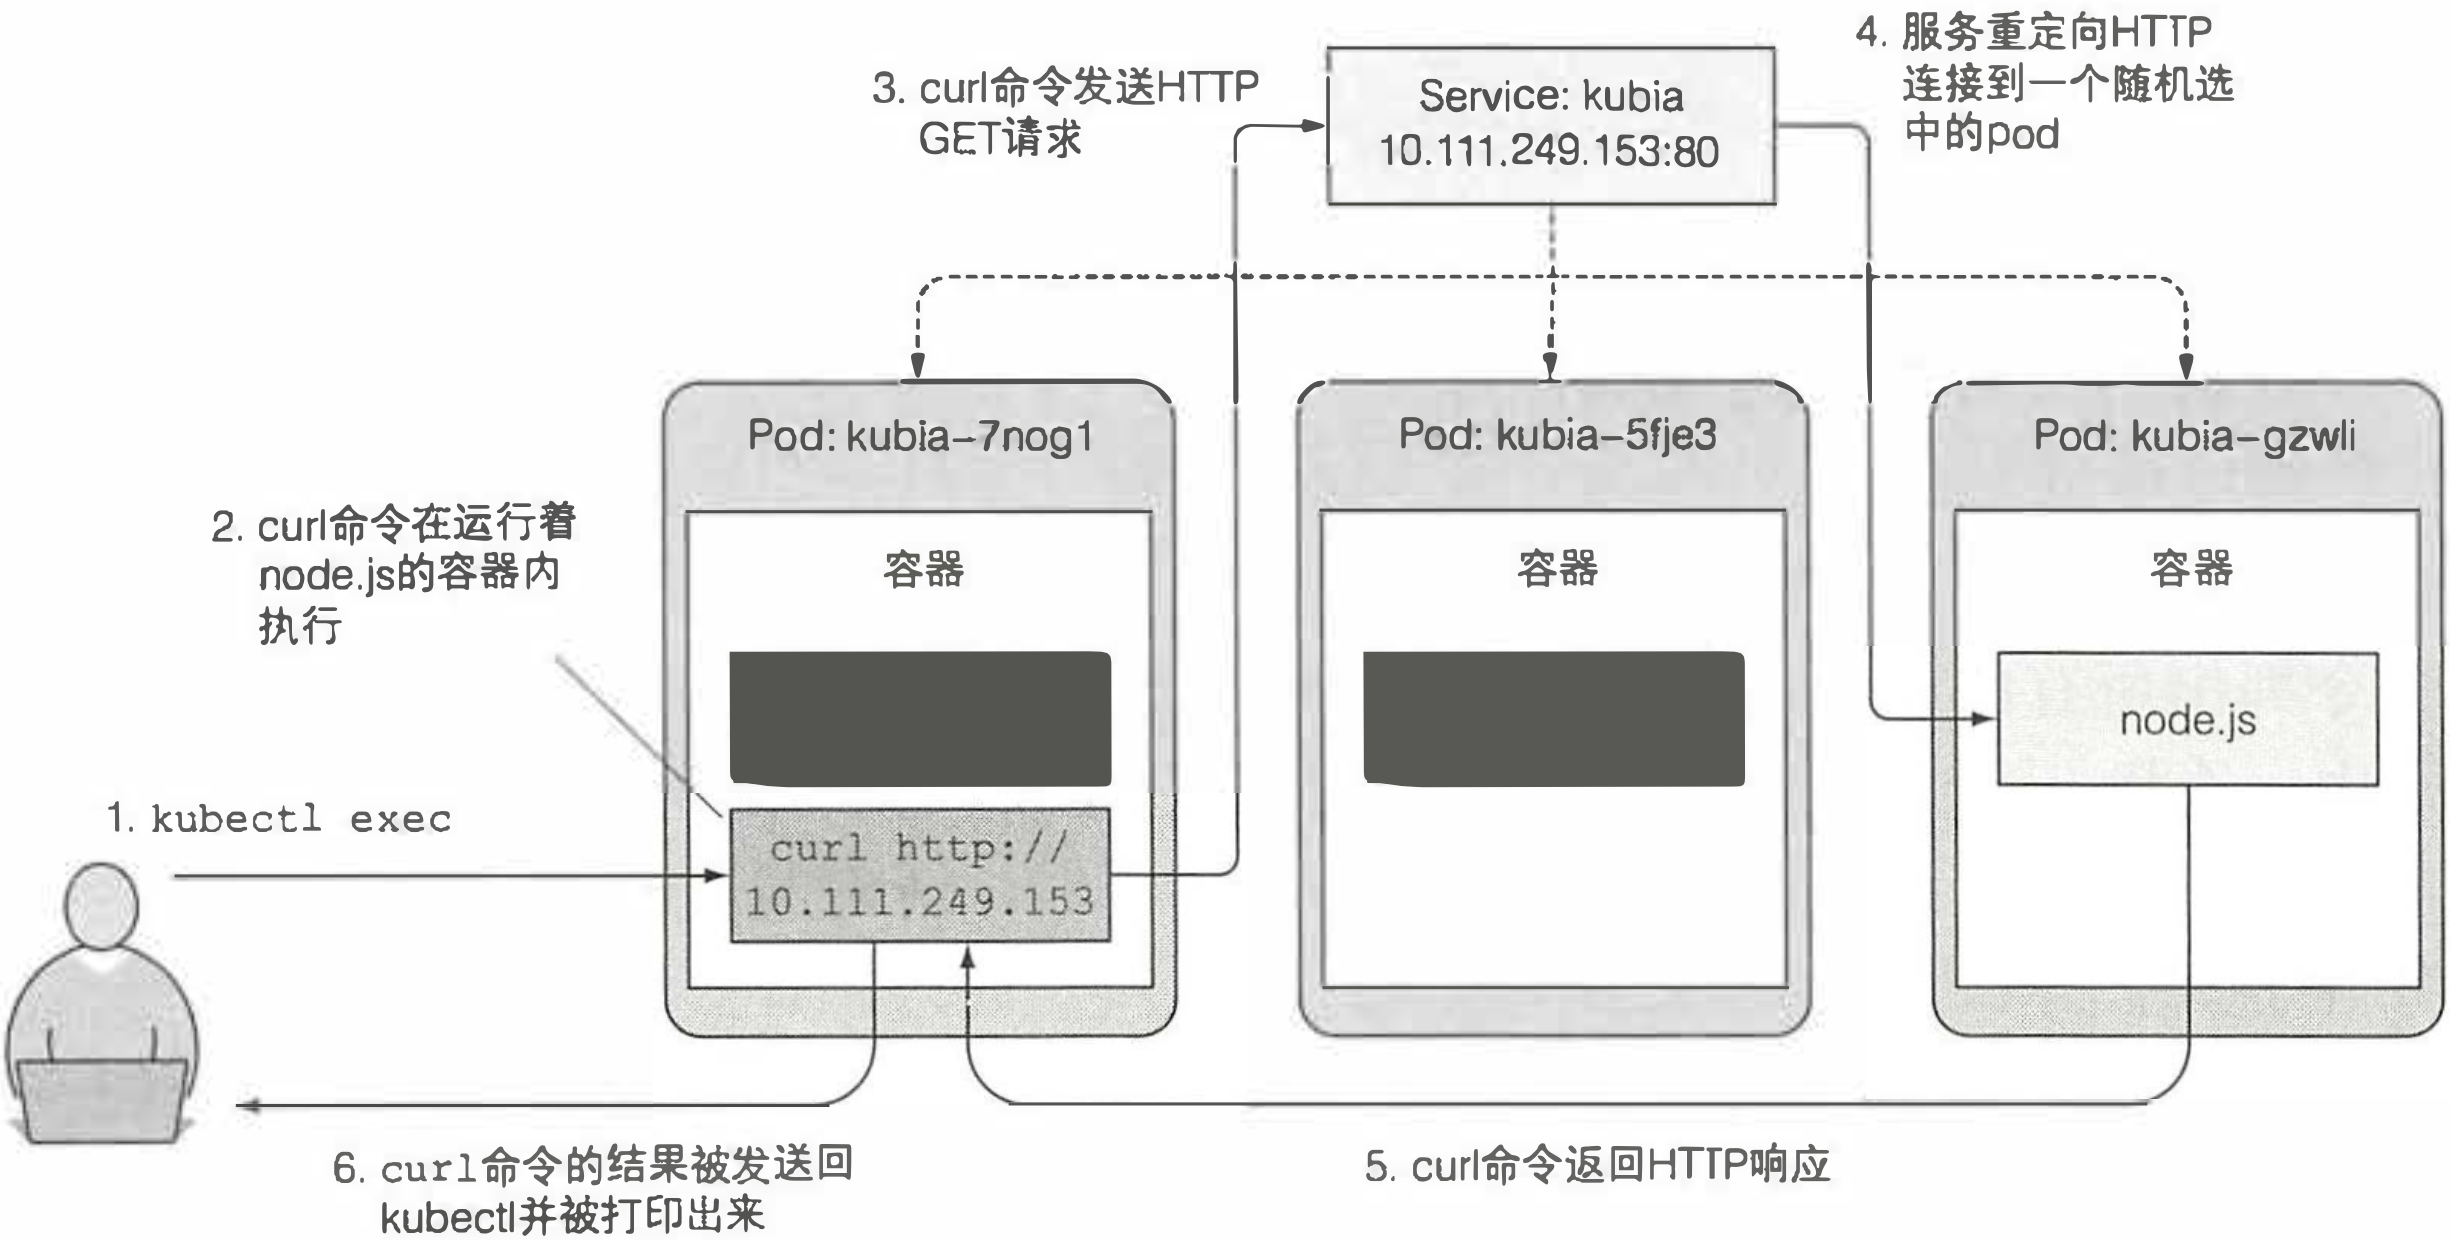 3. curl命令发送HTTP
GET请求
Service: kubia
10.111.249.153:80
4. 服务重定向HTTP
连接到一个随机选
中的pod
Pod: kubia-7nog1
Pod: kubia-5fje3
Pod: kubia-gzwli
2. curl命令在运行着
node.js的容器内
执行
容器
容器
容器
node.js
1. kubectl exec
curl http://
10.111.249.153
6. curl命令的结果被发送回
kubectl并被打印出来
5. curl命令返回HTTP响应